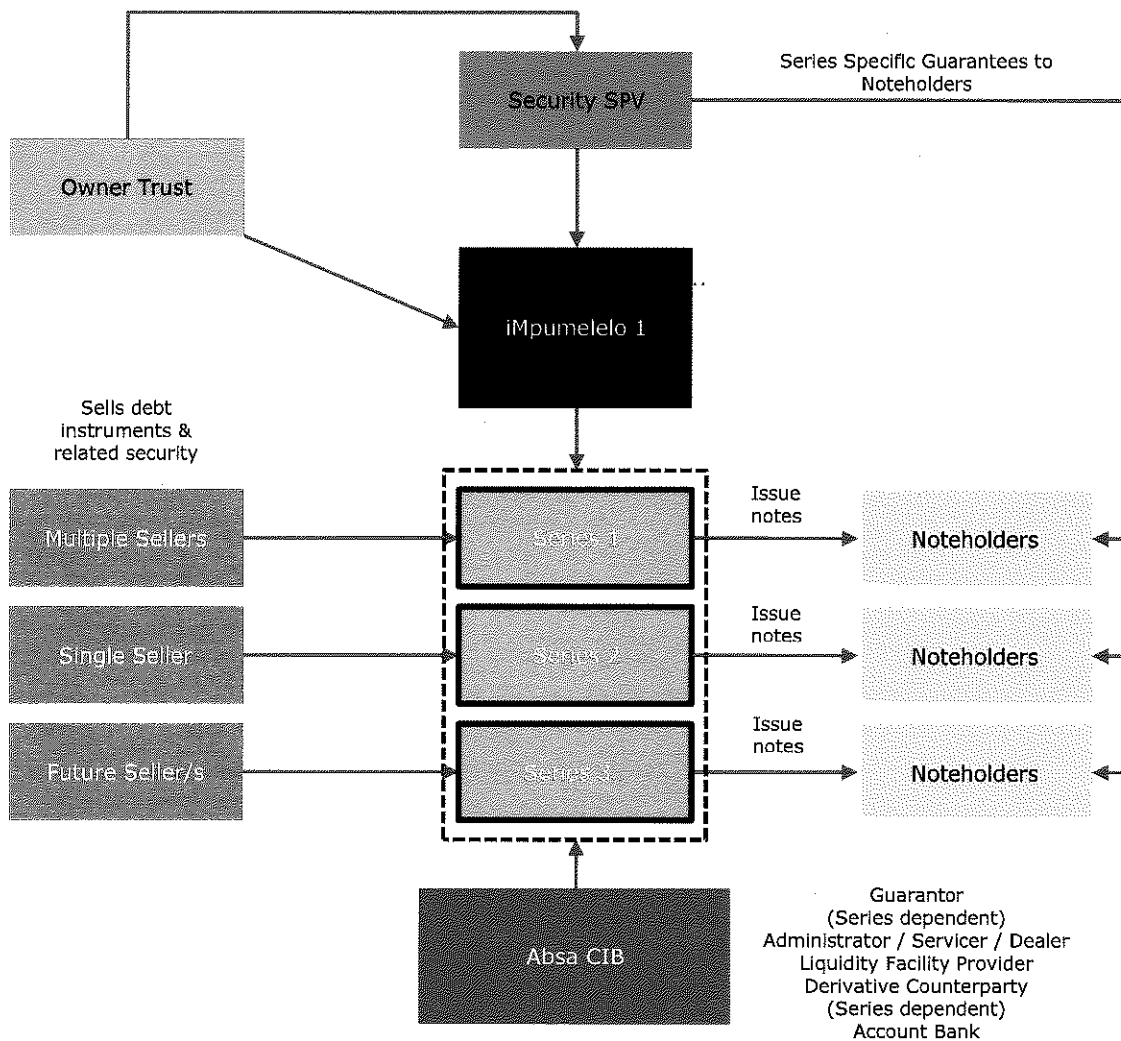 Security SPV
Series Specific Guarantees to
Noteholders
Owner Trust
iMpumelelo 1
Sells debt
instruments &
related security
Multiple Sellers
Series 1
Issue
notes
Noteholders
Single Seller
Series 2
Issue
notes
Noteholders
Future Seller/s
Series 3
Issue
notes
Noteholders
Absa CIB
Guarantor
(Series dependent)
Administrator / Servicer / Dealer
Liquidity Facility Provider
Derivative Counterparty
(Series dependent)
Account Bank